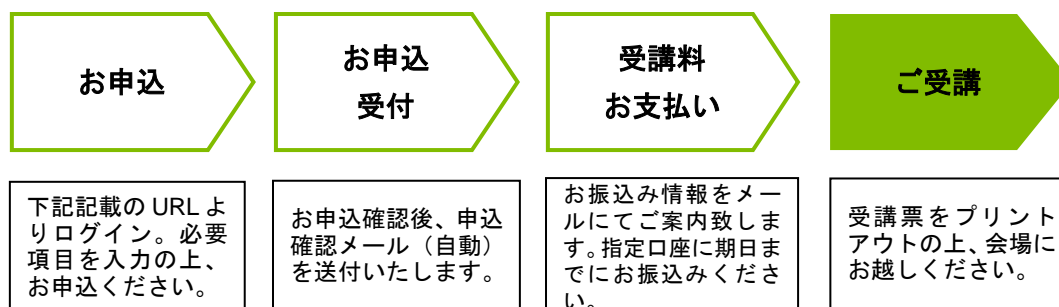 お申込
お申込
受付
受講料
お支払い
ご受講
下記記載の URL よ
りログイン。必要
項目を入力の上、
お申込ください。
お申込確認後、申込
確認メール（自動）
を送付いたします。
お振込み情報をメー
ルにてご案内致しま
す。指定口座に期日ま
でにお振込みくださ
い。
受講票をプリント
アウトの上、会場に
お越しください。